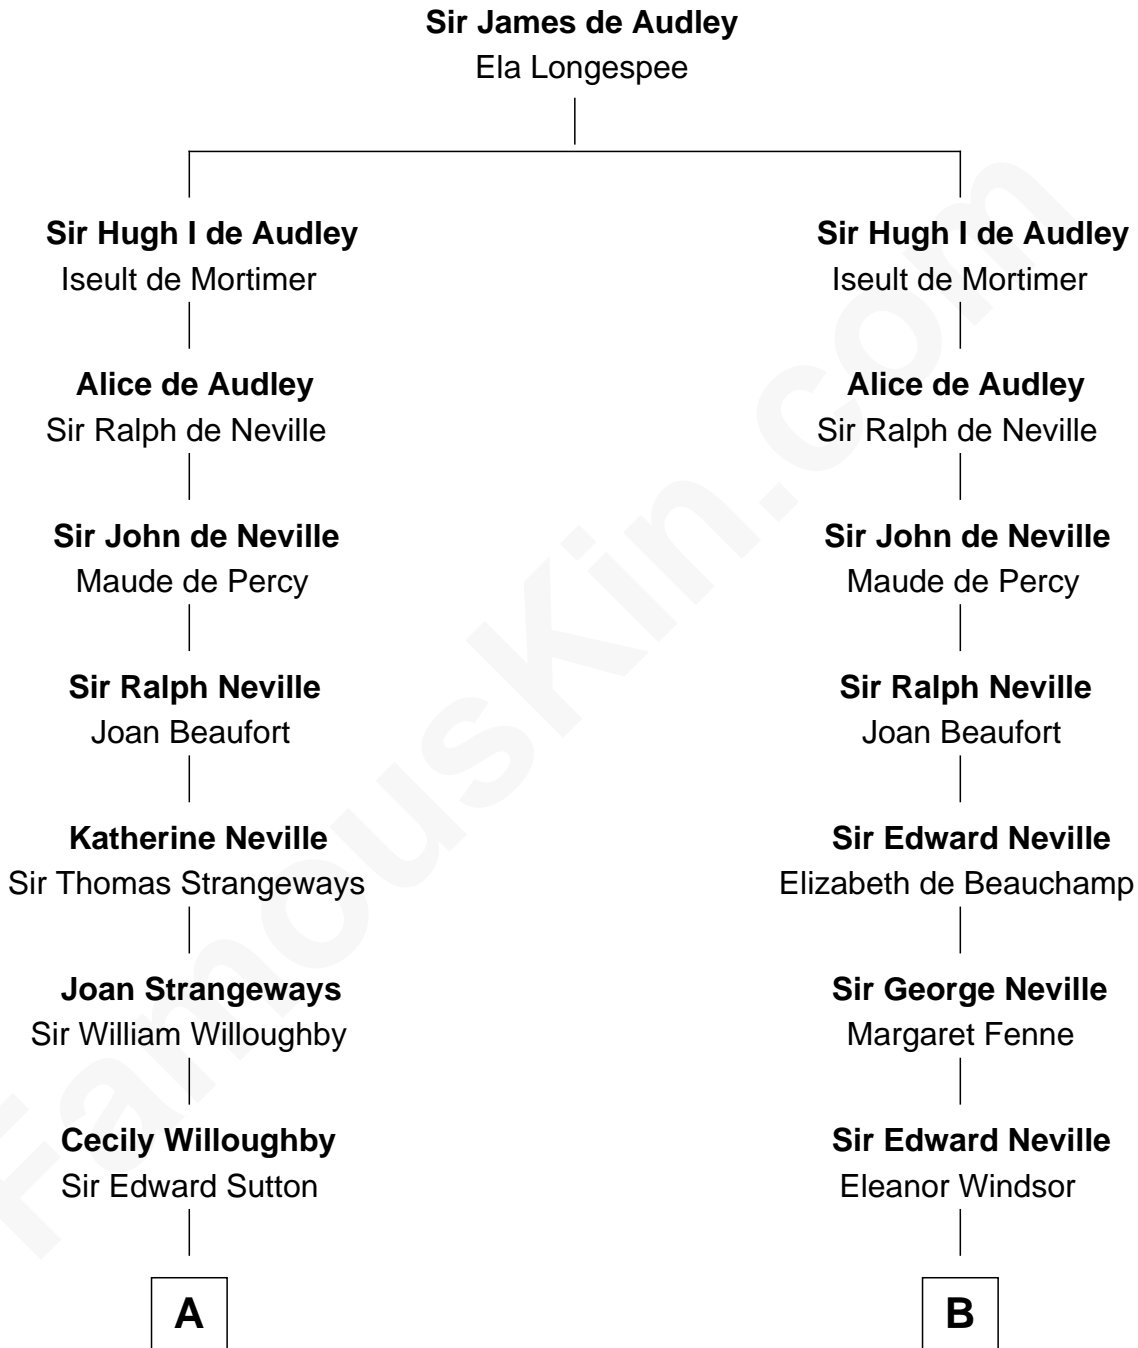 Sir James de Audley
Ela Longespee
Sir Hugh I de Audley
Iseult de Mortimer
Sir Hugh I de Audley
Iseult de Mortimer
Alice de Audley
Sir Ralph de Neville
Alice de Audley
Sir Ralph de Neville
Sir John de Neville
Maude de Percy
Sir John de Neville
Maude de Percy
Sir Ralph Neville
Joan Beaufort
Sir Ralph Neville
Joan Beaufort
Katherine Neville
Sir Thomas Strangeways
Sir Edward Neville
Elizabeth de Beauchamp
Joan Strangeways
Sir William Willoughby
Sir George Neville
Margaret Fenne
Cecily Willoughby
Sir Edward Sutton
Sir Edward Neville
Eleanor Windsor
A
B
FamousKin.com